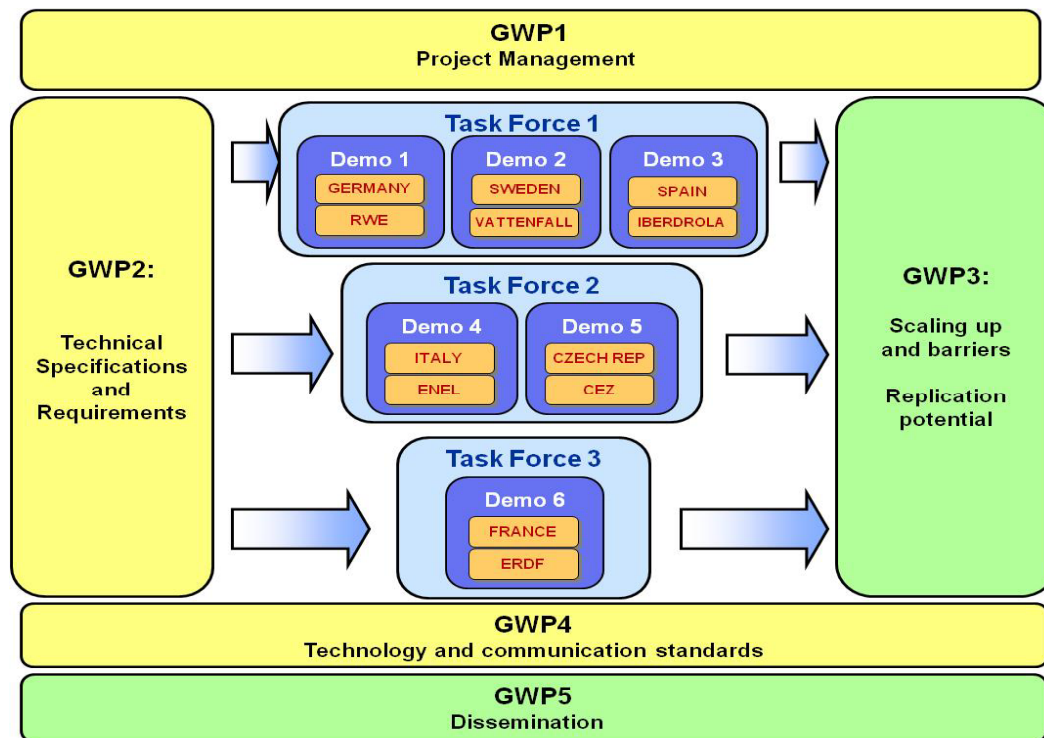 GWP1
Project Management
GWP2:
Technical
Specifications
and
Requirements
Task Force 1
Demo 1
GERMANY
RWE
Demo 2
SWEDEN
VATTENFALL
Demo 3
SPAIN
IBERDROLA
Task Force 2
Demo 4
ITALY
ENEL
Demo 5
CZECH REP
CEZ
Task Force 3
Demo 6
FRANCE
ERDF
GWP3:
Scaling up
and barriers
Replication
potential
GWP4
Technology and communication standards
GWP5
Dissemination